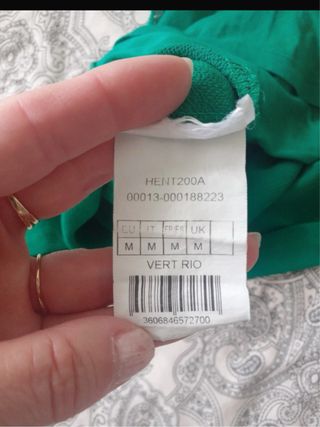 HENT200A
00013-000188223
EU IT FR ES UK
M M M M
VERT RIO
3606846572700